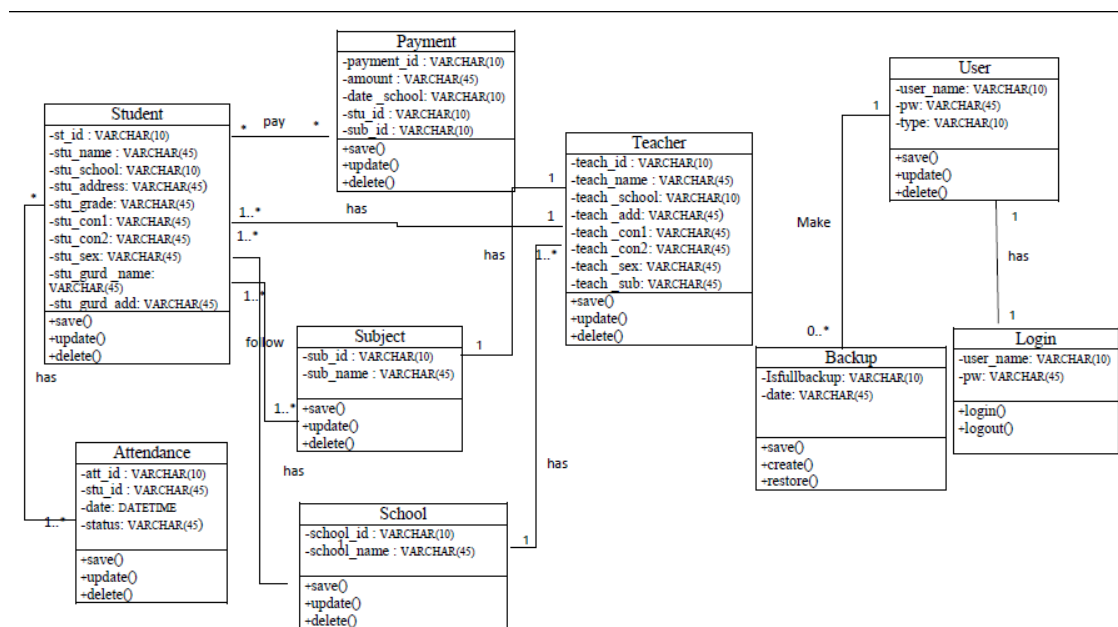 Payment
-payment_id : VARCHAR(10)
-amount : VARCHAR(45)
-date _school: VARCHAR(10)
-stu_id : VARCHAR(10)
-sub_id : VARCHAR(10)
+save()
+update()
+delete()
Student
-st_id : VARCHAR(10)
-stu_name : VARCHAR(45)
-stu_school: VARCHAR(10)
-stu_address: VARCHAR(45)
-stu_grade: VARCHAR(45)
-stu_con1: VARCHAR(45)
-stu_con2: VARCHAR(45)
-stu_sex: VARCHAR(45)
-stu_gurd _name:
VARCHAR(45)
-stu_gurd_add: VARCHAR(45)
+save()
+update()
+delete()
* pay *
Teacher
-teach_id : VARCHAR(10)
-teach_name : VARCHAR(45)
-teach _school: VARCHAR(10)
-teach _add: VARCHAR(45)
-teach _con1: VARCHAR(45)
-teach _con2: VARCHAR(45)
-teach _sex: VARCHAR(45)
-teach _sub: VARCHAR(45)
+save()
+update()
+delete()
User
-user_name: VARCHAR(10)
-pw: VARCHAR(45)
-type: VARCHAR(10)
+save()
+update()
+delete()
1
1
*
has
1..*
1
1..*
has
1..*
1..*
follow
Make
1
has
1
0..*
Subject
-sub_id : VARCHAR(10)
-sub_name : VARCHAR(45)
+save()
+update()
+delete()
1
1..*
has
has
has
Backup
-Isfullbackup: VARCHAR(10)
-date: VARCHAR(45)
+save()
+create()
+restore()
Login
-user_name: VARCHAR(10)
-pw: VARCHAR(45)
+login()
+logout()
Attendance
-att_id : VARCHAR(10)
-stu_id : VARCHAR(45)
-date: DATETIME
-status: VARCHAR(45)
+save()
+update()
+delete()
1..*
School
-school_id : VARCHAR(10)
-school_name : VARCHAR(45)
1
+save()
+update()
+delete()
1